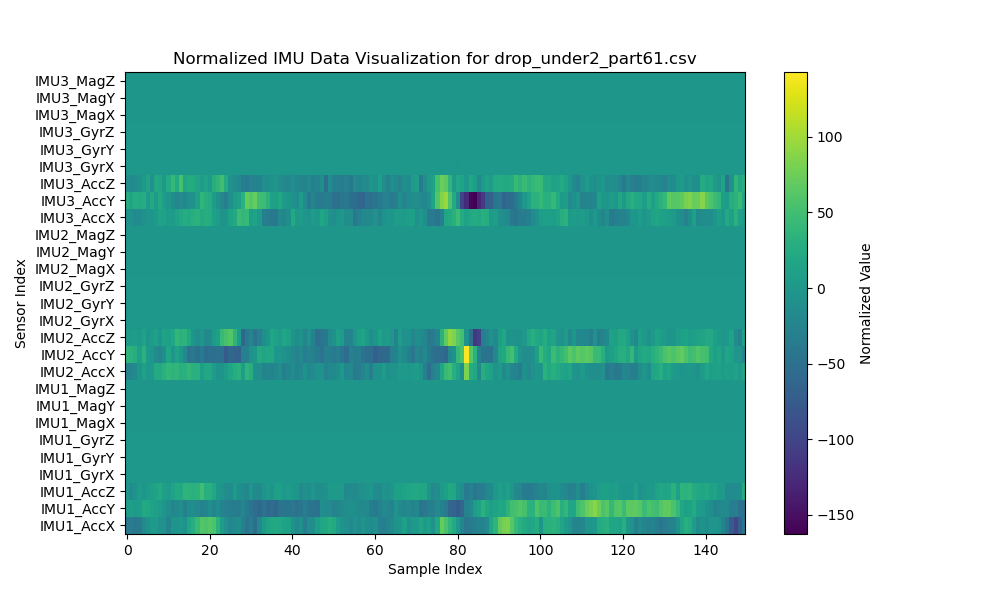 Normalized IMU Data Visualization for drop_under2_part61.csv
IMU3_MagZ
IMU3_MagY
IMU3_MagX
IMU3_GyrZ
IMU3_GyrY
IMU3_GyrX
IMU3_AccZ
IMU3_AccY
IMU3_AccX
IMU2_MagZ
IMU2_MagY
IMU2_MagX
IMU2_GyrZ
IMU2_GyrY
IMU2_GyrX
IMU2_AccZ
IMU2_AccY
IMU2_AccX
IMU1_MagZ
IMU1_MagY
IMU1_MagX
IMU1_GyrZ
IMU1_GyrY
IMU1_GyrX
IMU1_AccZ
IMU1_AccY
IMU1_AccX
Sensor Index
0 20 40 60 80 100 120 140
Sample Index
100
50
0
−50
−100
−150
Normalized Value